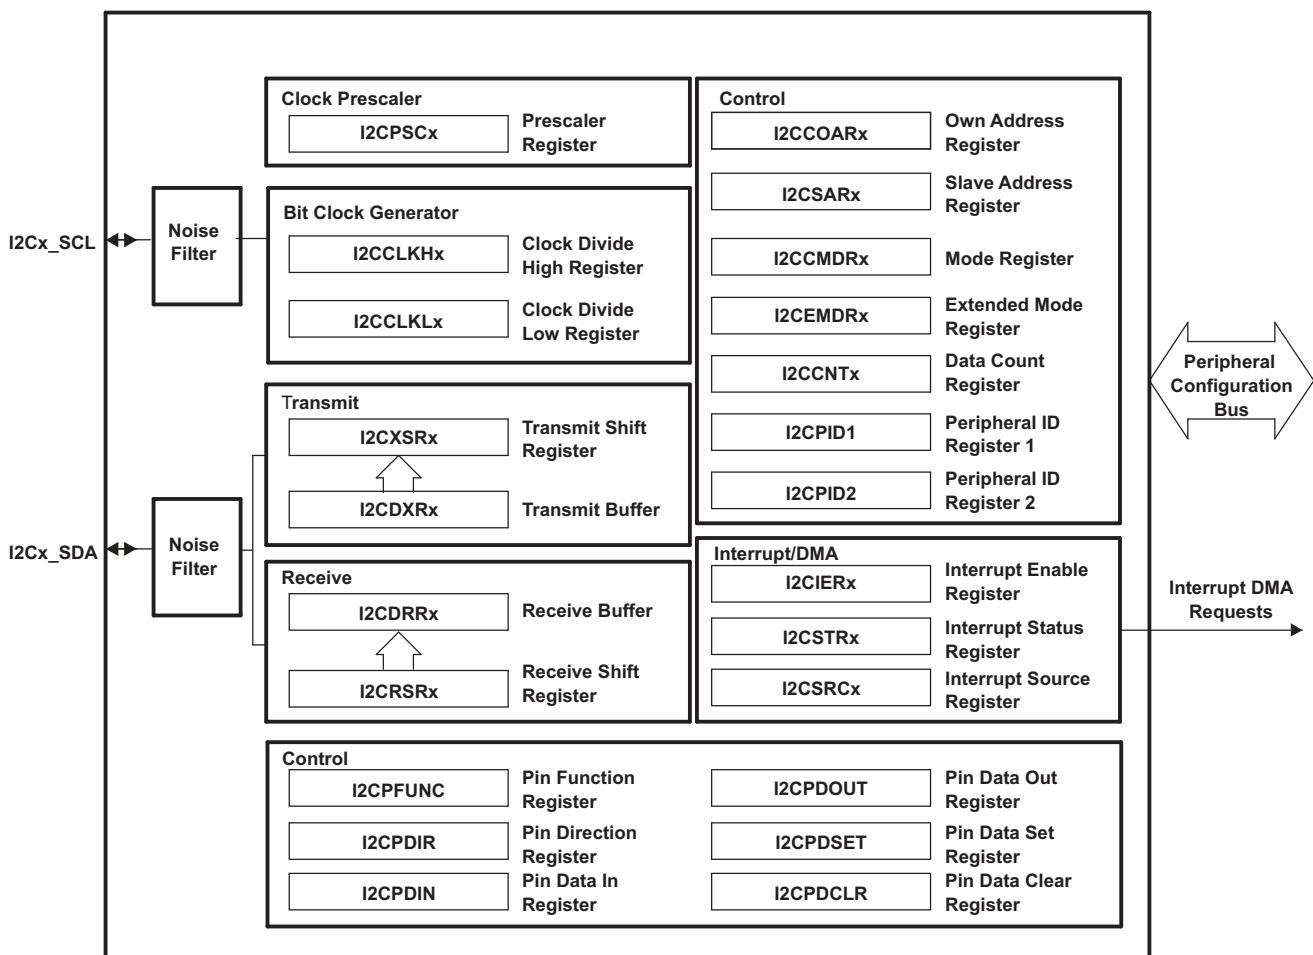 Clock Prescaler
I2CPSCx
Prescaler
Register
I2Cx_SCL
Noise
Filter
Bit Clock Generator
I2CCLKHx
Clock Divide
High Register
I2CCLKLx
Clock Divide
Low Register
Transmit
I2CXSRx
Transmit Shift
Register
I2CDXRx
Transmit Buffer
I2Cx_SDA
Noise
Filter
Receive
I2CDRRx
Receive Buffer
I2CRSRx
Receive Shift
Register
Control
I2CCOARx
Own Address
Register
I2CSARx
Slave Address
Register
I2CCMDRx
Mode Register
I2CEMDRx
Extended Mode
Register
I2CCNTx
Data Count
Register
I2CPID1
Peripheral ID
Register 1
I2CPID2
Peripheral ID
Register 2
Peripheral
Configuration
Bus
Interrupt/DMA
I2CIERx
Interrupt Enable
Register
I2CSTRx
Interrupt Status
Register
I2CSRCx
Interrupt Source
Register
Interrupt DMA
Requests
Control
I2CPFUNC
Pin Function
Register
I2CPDIR
Pin Direction
Register
I2CPDIN
Pin Data In
Register
I2CPDOUT
Pin Data Out
Register
I2CPDSET
Pin Data Set
Register
I2CPDCLR
Pin Data Clear
Register